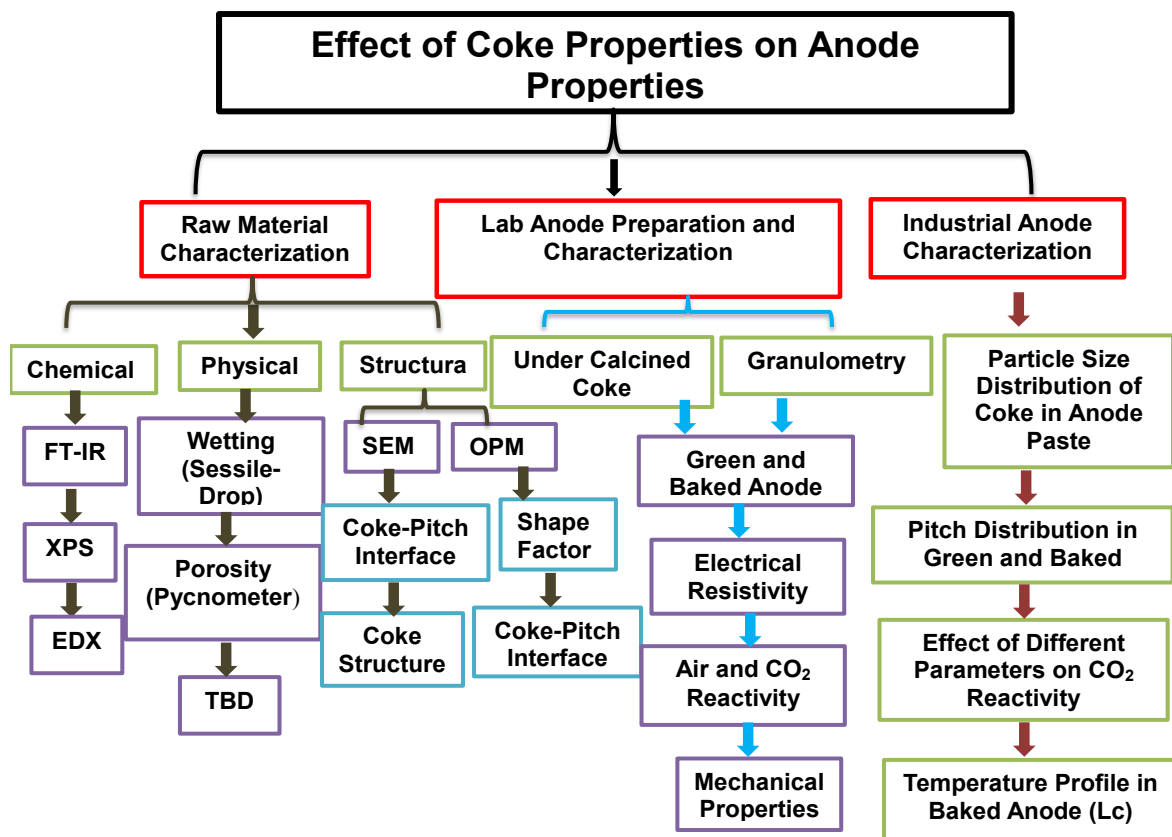 Effect of Coke Properties on Anode
Properties
Raw Material
Characterization
Lab Anode Preparation and
Characterization
Industrial Anode
Characterization
Chemical
FT-IR
XPS
EDX
Physical
Wetting
(Sessile-
Drop)
Porosity
(Pycnometer)
TBD
Structura
SEM
Coke-Pitch
Interface
Coke
Structure
OPM
Shape
Factor
Coke-Pitch
Interface
Under Calcined
Coke
Granulometry
Green and
Baked Anode
Electrical
Resistivity
Air and CO₂
Reactivity
Mechanical
Properties
Particle Size
Distribution of
Coke in Anode
Paste
Pitch Distribution in
Green and Baked
Effect of Different
Parameters on CO₂
Reactivity
Temperature Profile in
Baked Anode (Lc)